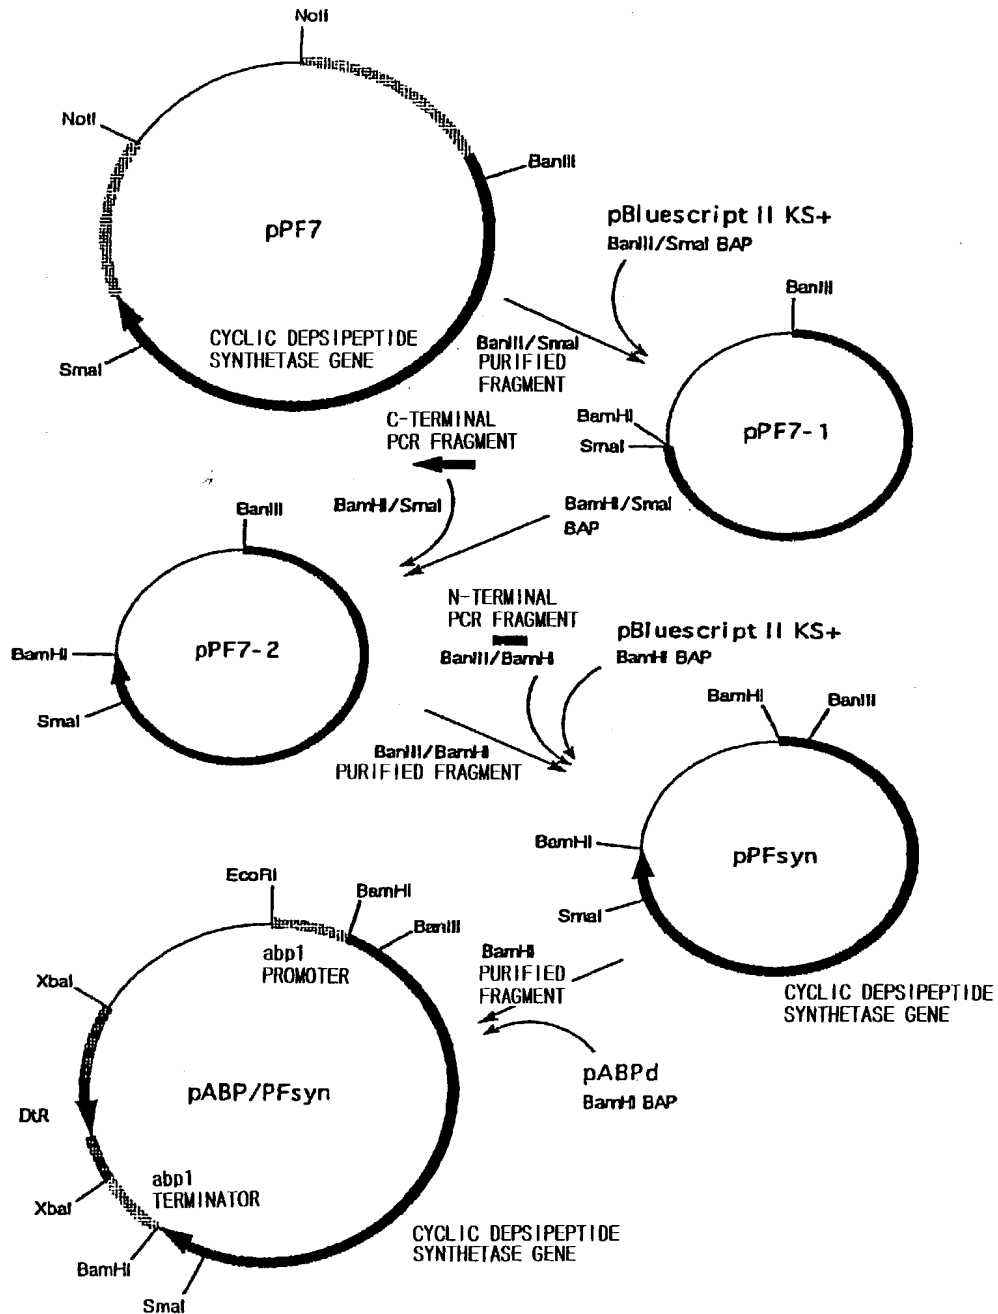 NotI
NotI
BanIII
pPF7
pBluescript II KS+
BanIII/SmaI BAP
BanIII
CYCLIC DEPSIPEPTIDE
SYNTHETASE GENE
SmaI
BanIII/SmaI
PURIFIED
FRAGMENT
C-TERMINAL
PCR FRAGMENT
BamHI
SmaI
pPF7-1
BamHI/SmaI
BamHI/SmaI
BAP
BanIII
N-TERMINAL
PCR FRAGMENT
BanIII/BamHI
pBluescript II KS+
BamHI BAP
pPF7-2
BamHI
SmaI
BamHI
BanIII
BanIII/BamHI
PURIFIED FRAGMENT
BamHI
pPFsyn
SmaI
EcoRI
BamHI
BanIII
abp1
PROMOTER
BamHI
PURIFIED
FRAGMENT
CYCLIC DEPSIPEPTIDE
SYNTHETASE GENE
XbaI
pABP/PFsyn
pABPd
BamHI BAP
DtR
abp1
TERMINATOR
XbaI
CYCLIC DEPSIPEPTIDE
SYNTHETASE GENE
BamHI
SmaI